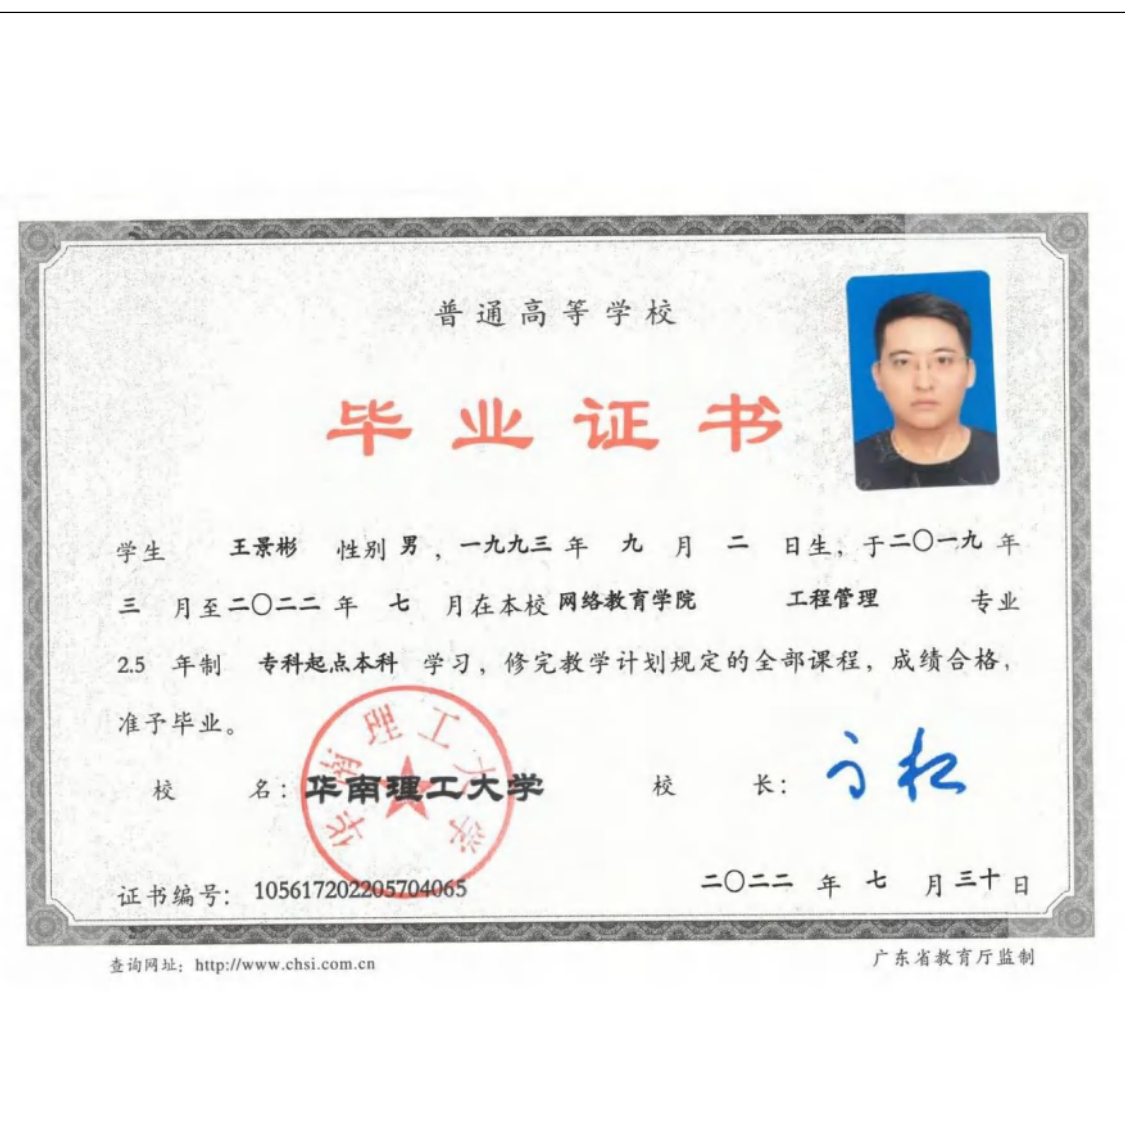 普通高等学校
毕业证书
学生 王景彬 性别 男，一九九三 年 九 月 二 日生，于二〇一九 年
三 月至二〇二二 年 七 月在本校 网络教育学院 工程管理 专业
2.5 年制 专科起点本科 学习，修完教学计划规定的全部课程，成绩合格，
准予毕业。
华南理工大学
校 名：华南理工大学 校 长：
证书编号： 105617202205704065 二〇二二 年 七 月 三十 日
查询网址：http://www.chsi.com.cn 广东省教育厅监制